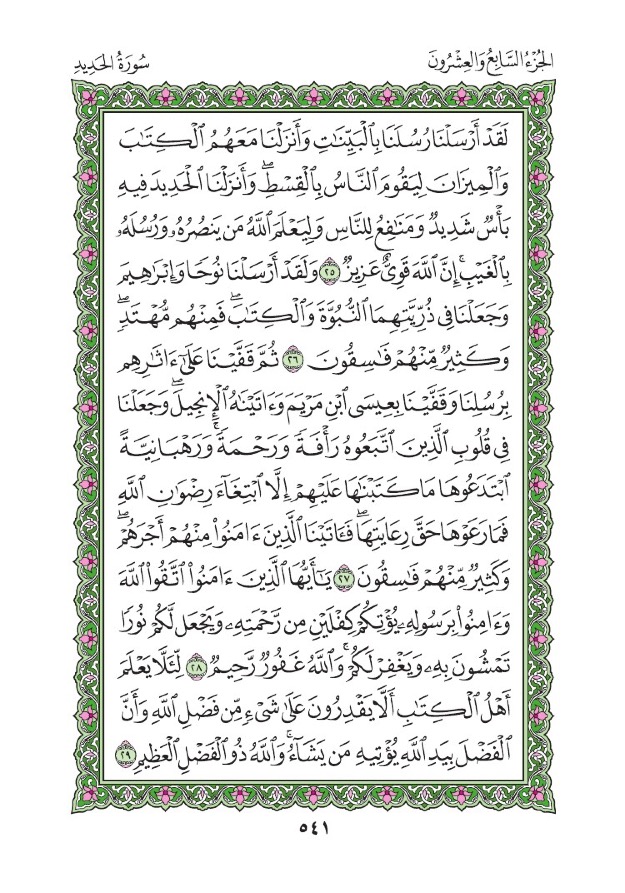 الجُزْءُ السَّابِعُ وَالعِشْرُونَ
سُورَةُ الحَدِيدِ
لَقَدۡ أَرۡسَلۡنَا رُسُلَنَا بِٱلۡبَيِّنَٰتِ وَأَنزَلۡنَا مَعَهُمُ ٱلۡكِتَٰبَ
وَٱلۡمِيزَانَ لِيَقُومَ ٱلنَّاسُ بِٱلۡقِسۡطِۖ وَأَنزَلۡنَا ٱلۡحَدِيدَ فِيهِ
بَأۡسٞ شَدِيدٞ وَمَنَٰفِعُ لِلنَّاسِ وَلِيَعۡلَمَ ٱللَّهُ مَن يَنصُرُهُۥ وَرُسُلَهُۥ
بِٱلۡغَيۡبِۚ إِنَّ ٱللَّهَ قَوِيٌّ عَزِيزٞ ٢٥ وَلَقَدۡ أَرۡسَلۡنَا نُوحٗا وَإِبۡرَٰهِيمَ
وَجَعَلۡنَا فِي ذُرِّيَّتِهِمَا ٱلنُّبُوَّةَ وَٱلۡكِتَٰبَۖ فَمِنۡهُم مُّهۡتَدٖۖ
وَكَثِيرٞ مِّنۡهُمۡ فَٰسِقُونَ ٢٦ ثُمَّ قَفَّيۡنَا عَلَىٰٓ ءَاثَٰرِهِم
بِرُسُلِنَا وَقَفَّيۡنَا بِعِيسَى ٱبۡنِ مَرۡيَمَ وَءَاتَيۡنَٰهُ ٱلۡإِنجِيلَۖ وَجَعَلۡنَا
فِي قُلُوبِ ٱلَّذِينَ ٱتَّبَعُوهُ رَأۡفَةٗ وَرَحۡمَةٗۚ وَرَهۡبَانِيَّةً
ٱبۡتَدَعُوهَا مَا كَتَبۡنَٰهَا عَلَيۡهِمۡ إِلَّا ٱبۡتِغَآءَ رِضۡوَٰنِ ٱللَّهِ
فَمَا رَعَوۡهَا حَقَّ رِعَايَتِهَاۖ فَـَٔاتَيۡنَا ٱلَّذِينَ ءَامَنُواْ مِنۡهُمۡ أَجۡرَهُمۡۖ
وَكَثِيرٞ مِّنۡهُمۡ فَٰسِقُونَ ٢٧ يَٰٓأَيُّهَا ٱلَّذِينَ ءَامَنُواْ ٱتَّقُواْ ٱللَّهَ
وَءَامِنُواْ بِرَسُولِهِۦ يُؤۡتِكُمۡ كِفۡلَيۡنِ مِن رَّحۡمَتِهِۦ وَيَجۡعَل لَّكُمۡ نُورٗا
تَمۡشُونَ بِهِۦ وَيَغۡفِرۡ لَكُمۡۚ وَٱللَّهُ غَفُورٞ رَّحِيمٞ ٢٨ لِّئَلَّا يَعۡلَمَ
أَهۡلُ ٱلۡكِتَٰبِ أَلَّا يَقۡدِرُونَ عَلَىٰ شَيۡءٖ مِّن فَضۡلِ ٱللَّهِ وَأَنَّ
ٱلۡفَضۡلَ بِيَدِ ٱللَّهِ يُؤۡتِيهِ مَن يَشَآءُۚ وَٱللَّهُ ذُو ٱلۡفَضۡلِ ٱلۡعَظِيمِ ٢٩
٥٤١